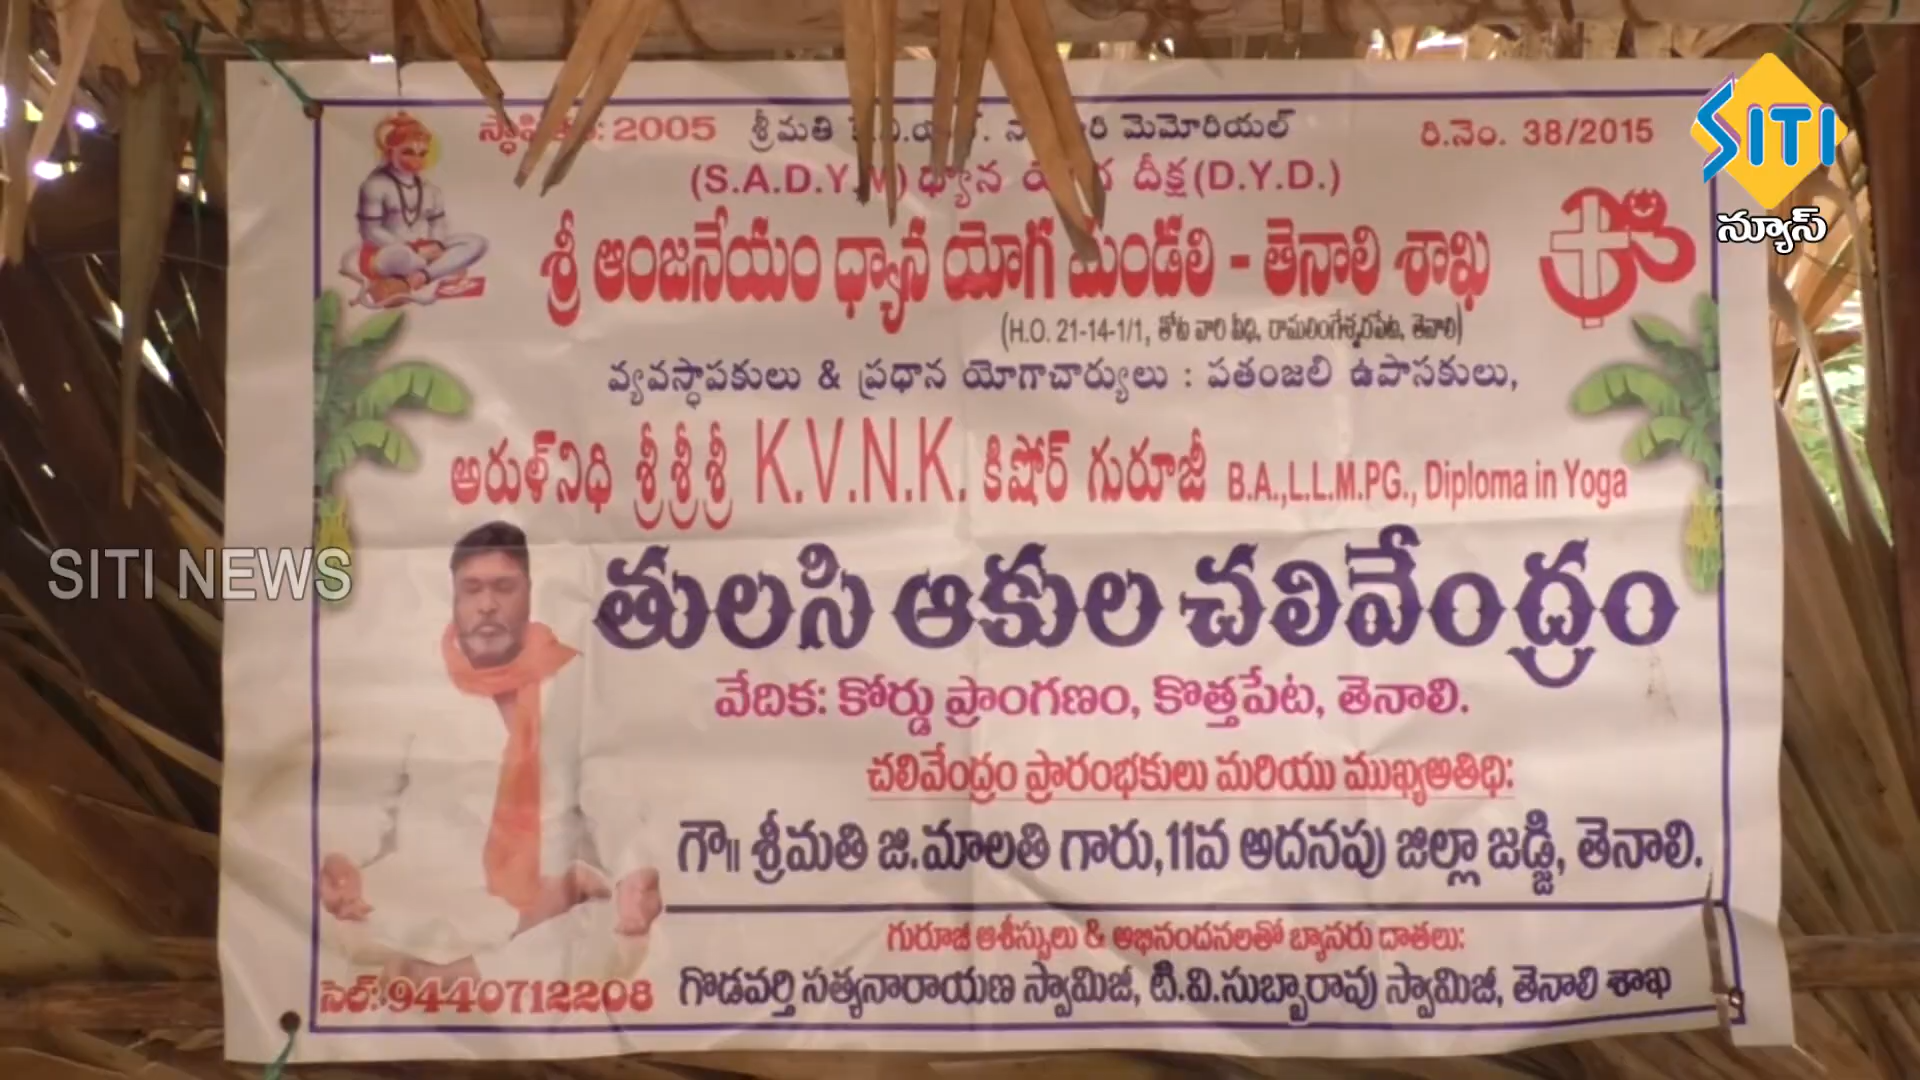 SITI
న్యూస్
2005 శ్రీమతి మెమోరియల్ రి.నెం. 38/2015
(S.A.D.Y.M) ధ్యాన యోగ దీక్ష (D.Y.D.)
శ్రీ ఆంజనేయం ధ్యాన యోగ మండలి - తెనాలి శాఖ
(H.O. 21-14-1/1, తోట వారి వీధి, రామలింగేశ్వరపేట, తెనాలి)
వ్యవస్థాపకులు & ప్రధాన యోగాచార్యులు : పతంజలి ఉపాసకులు,
అరుళ్ నిధి శ్రీ శ్రీ శ్రీ K.V.N.K. కిషోర్ గురూజీ B.A.,L.L.M.PG., Diploma in Yoga
SITI NEWS
తులసి ఆకుల చలివేంద్రం
వేదిక: కోర్టు ప్రాంగణం, కొత్తపేట, తెనాలి.
చలివేంద్రం ప్రారంభకులు మరియు ముఖ్యఅతిధి:
గౌ|| శ్రీమతి జి.మాలతి గారు,11వ అదనపు జిల్లా జడ్జి, తెనాలి.
గురూజీ ఆశీస్సులు & అభినందనలతో బ్యానరు దాతలు:
సెల్: 9440712208 గొడవర్తి సత్యనారాయణ స్వామిజీ, టి.వి.సుబ్బారావు స్వామిజీ, తెనాలి శాఖ